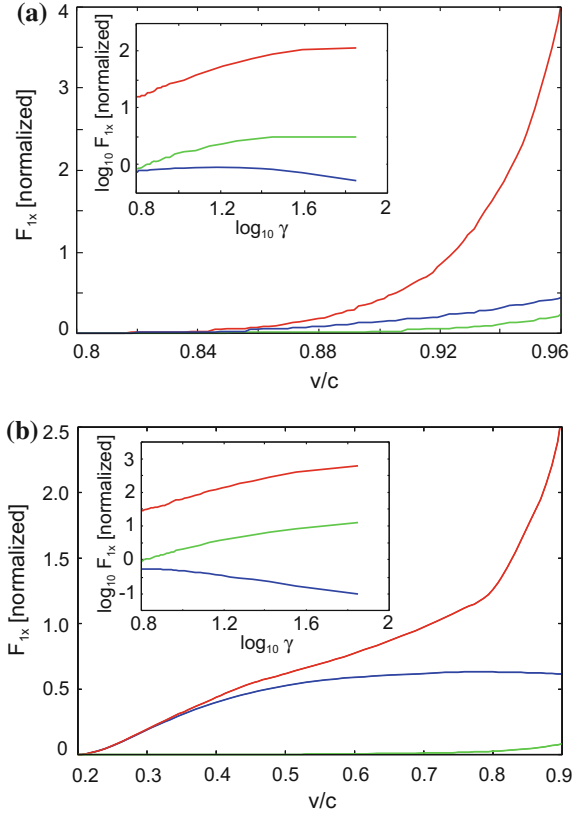 (a)
4
3
2
1
0
F1x [normalized]
0.8 0.84 0.88 0.92 0.96
v/c
2
1
0
log10 F1x [normalized]
0.8 1.2 1.6 2
log10 γ
(b)
2.5
2.0
1.5
1.0
0.5
0
F1x [normalized]
0.2 0.3 0.4 0.5 0.6 0.7 0.8 0.9
v/c
3
2
1
0
-1
log10 F1x [normalized]
0.8 1.2 1.6 2
log10 γ